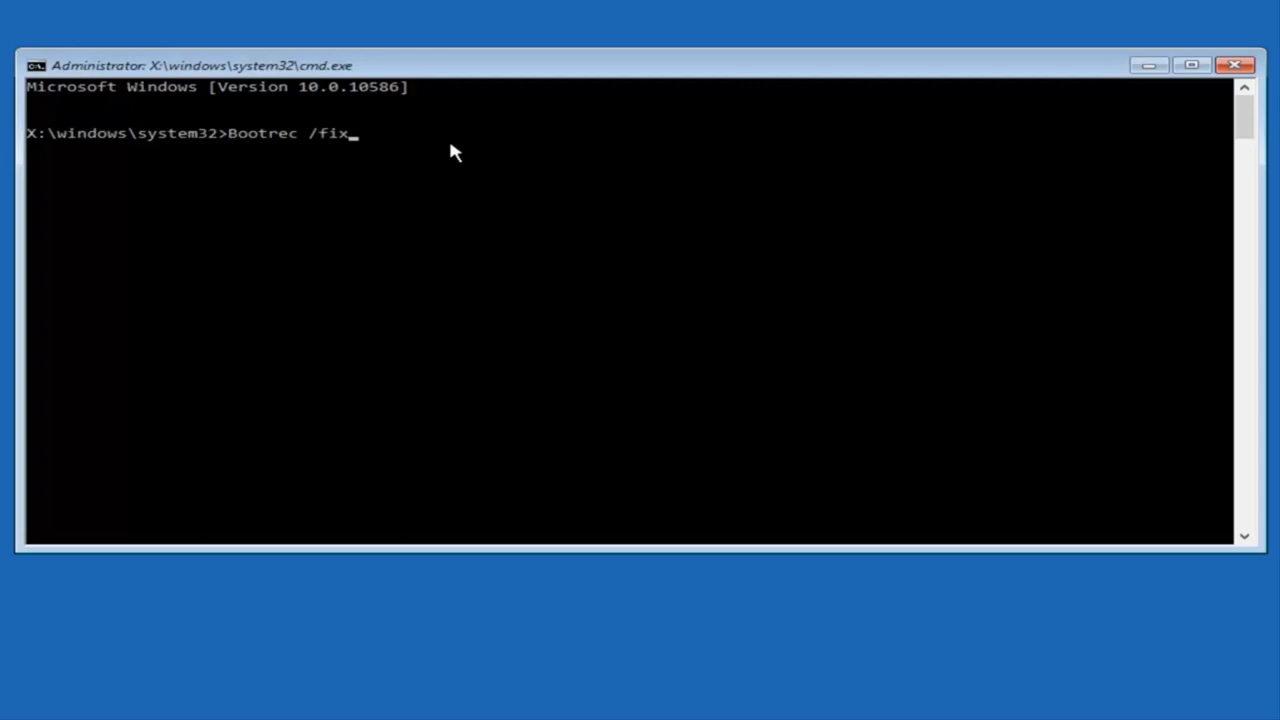 Administrator: X:\windows\system32\cmd.exe
Microsoft Windows [Version 10.0.10586]
X:\windows\system32>Bootrec /fix_